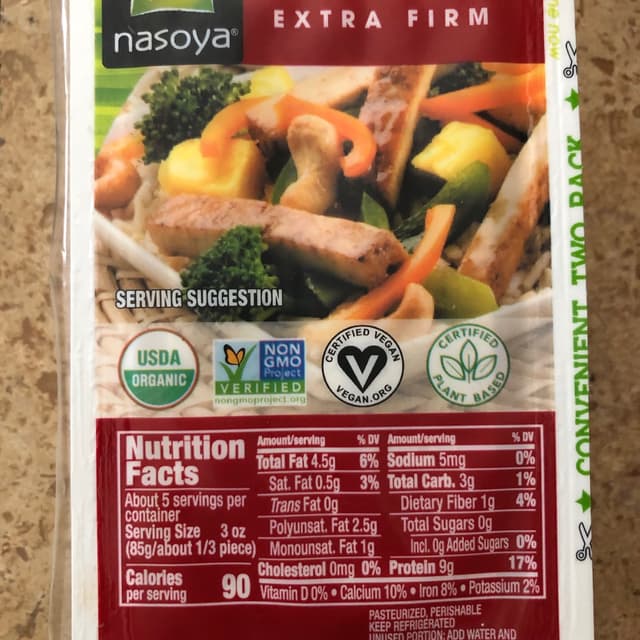 nasoya®
EXTRA FIRM
SERVING SUGGESTION
USDA
ORGANIC
NON
GMO
Project
VERIFIED
nongmoproject.org
CERTIFIED VEGAN
VEGAN.ORG
CERTIFIED
PLANT BASED
CONVENIENT TWO PACK
Nutrition
Facts
About 5 servings per
container
Serving Size 3 oz
(85g/about 1/3 piece)
Calories
per serving 90
Amount/serving % DV
Total Fat 4.5g 6%
Sat. Fat 0.5g 3%
Trans Fat 0g
Polyunsat. Fat 2.5g
Monounsat. Fat 1g
Cholesterol 0mg 0%
Amount/serving % DV
Sodium 5mg 0%
Total Carb. 3g 1%
Dietary Fiber 1g 4%
Total Sugars 0g
Incl. 0g Added Sugars 0%
Protein 9g 17%
Vitamin D 0% • Calcium 10% • Iron 8% • Potassium 2%
PASTEURIZED, PERISHABLE
KEEP REFRIGERATED
UNUSED PORTION: ADD WATER AND